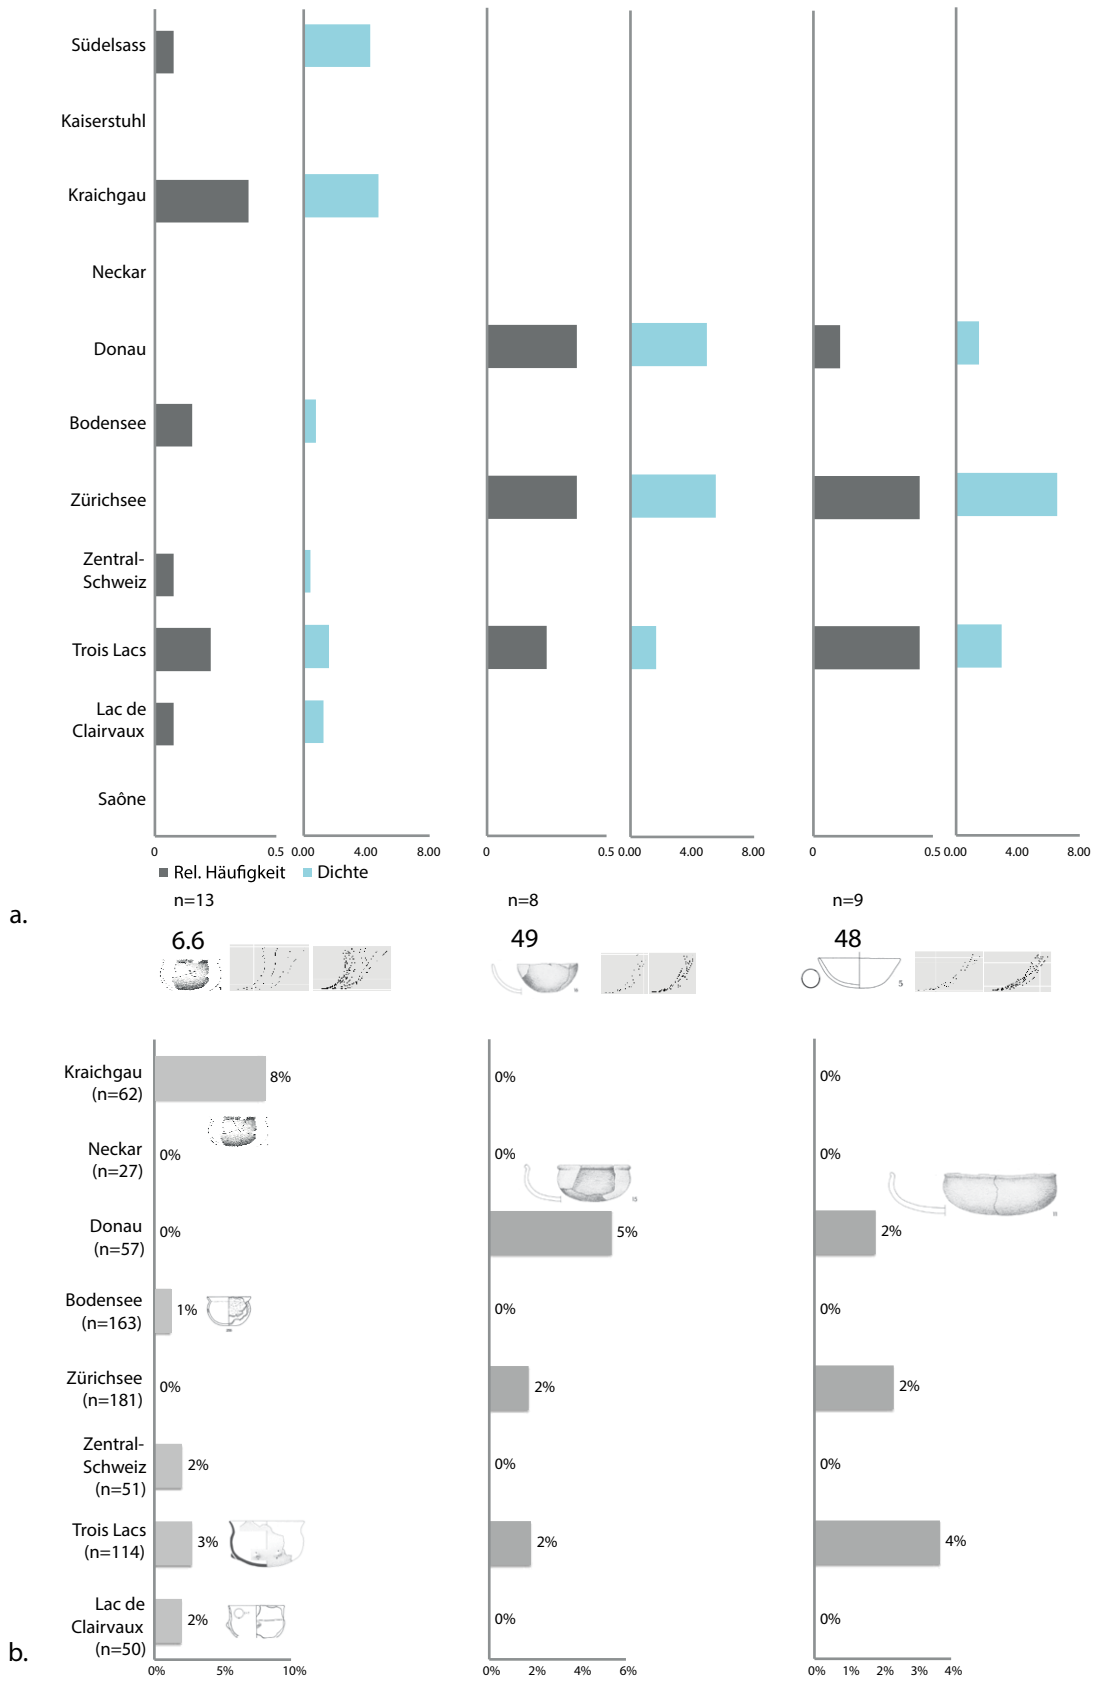 Südelsass
Kaiserstuhl
Kraichgau
Neckar
Donau
Bodensee
Zürichsee
Zentral-
Schweiz
Trois Lacs
Lac de
Clairvaux
Saône
0 0.5 0.00 4.00 8.00 0 0.5 0.00 4.00 8.00 0 0.5 0.00 4.00 8.00
Rel. Häufigkeit Dichte
n=13 n=8 n=9
a.
6.6 49 48
5
Kraichgau
(n=62)
8% 0% 0%
Neckar
(n=27)
0% 0% 0%
13
Donau
(n=57)
0% 5% 2%
Bodensee
(n=163)
1% 0% 0%
Zürichsee
(n=181)
0% 2% 2%
Zentral-
Schweiz
(n=51)
2% 0% 0%
Trois Lacs
(n=114)
3% 2% 4%
Lac de
Clairvaux
(n=50)
2% 0% 0%
b.
0% 5% 10% 0% 2% 4% 6% 0% 1% 2% 3% 4%